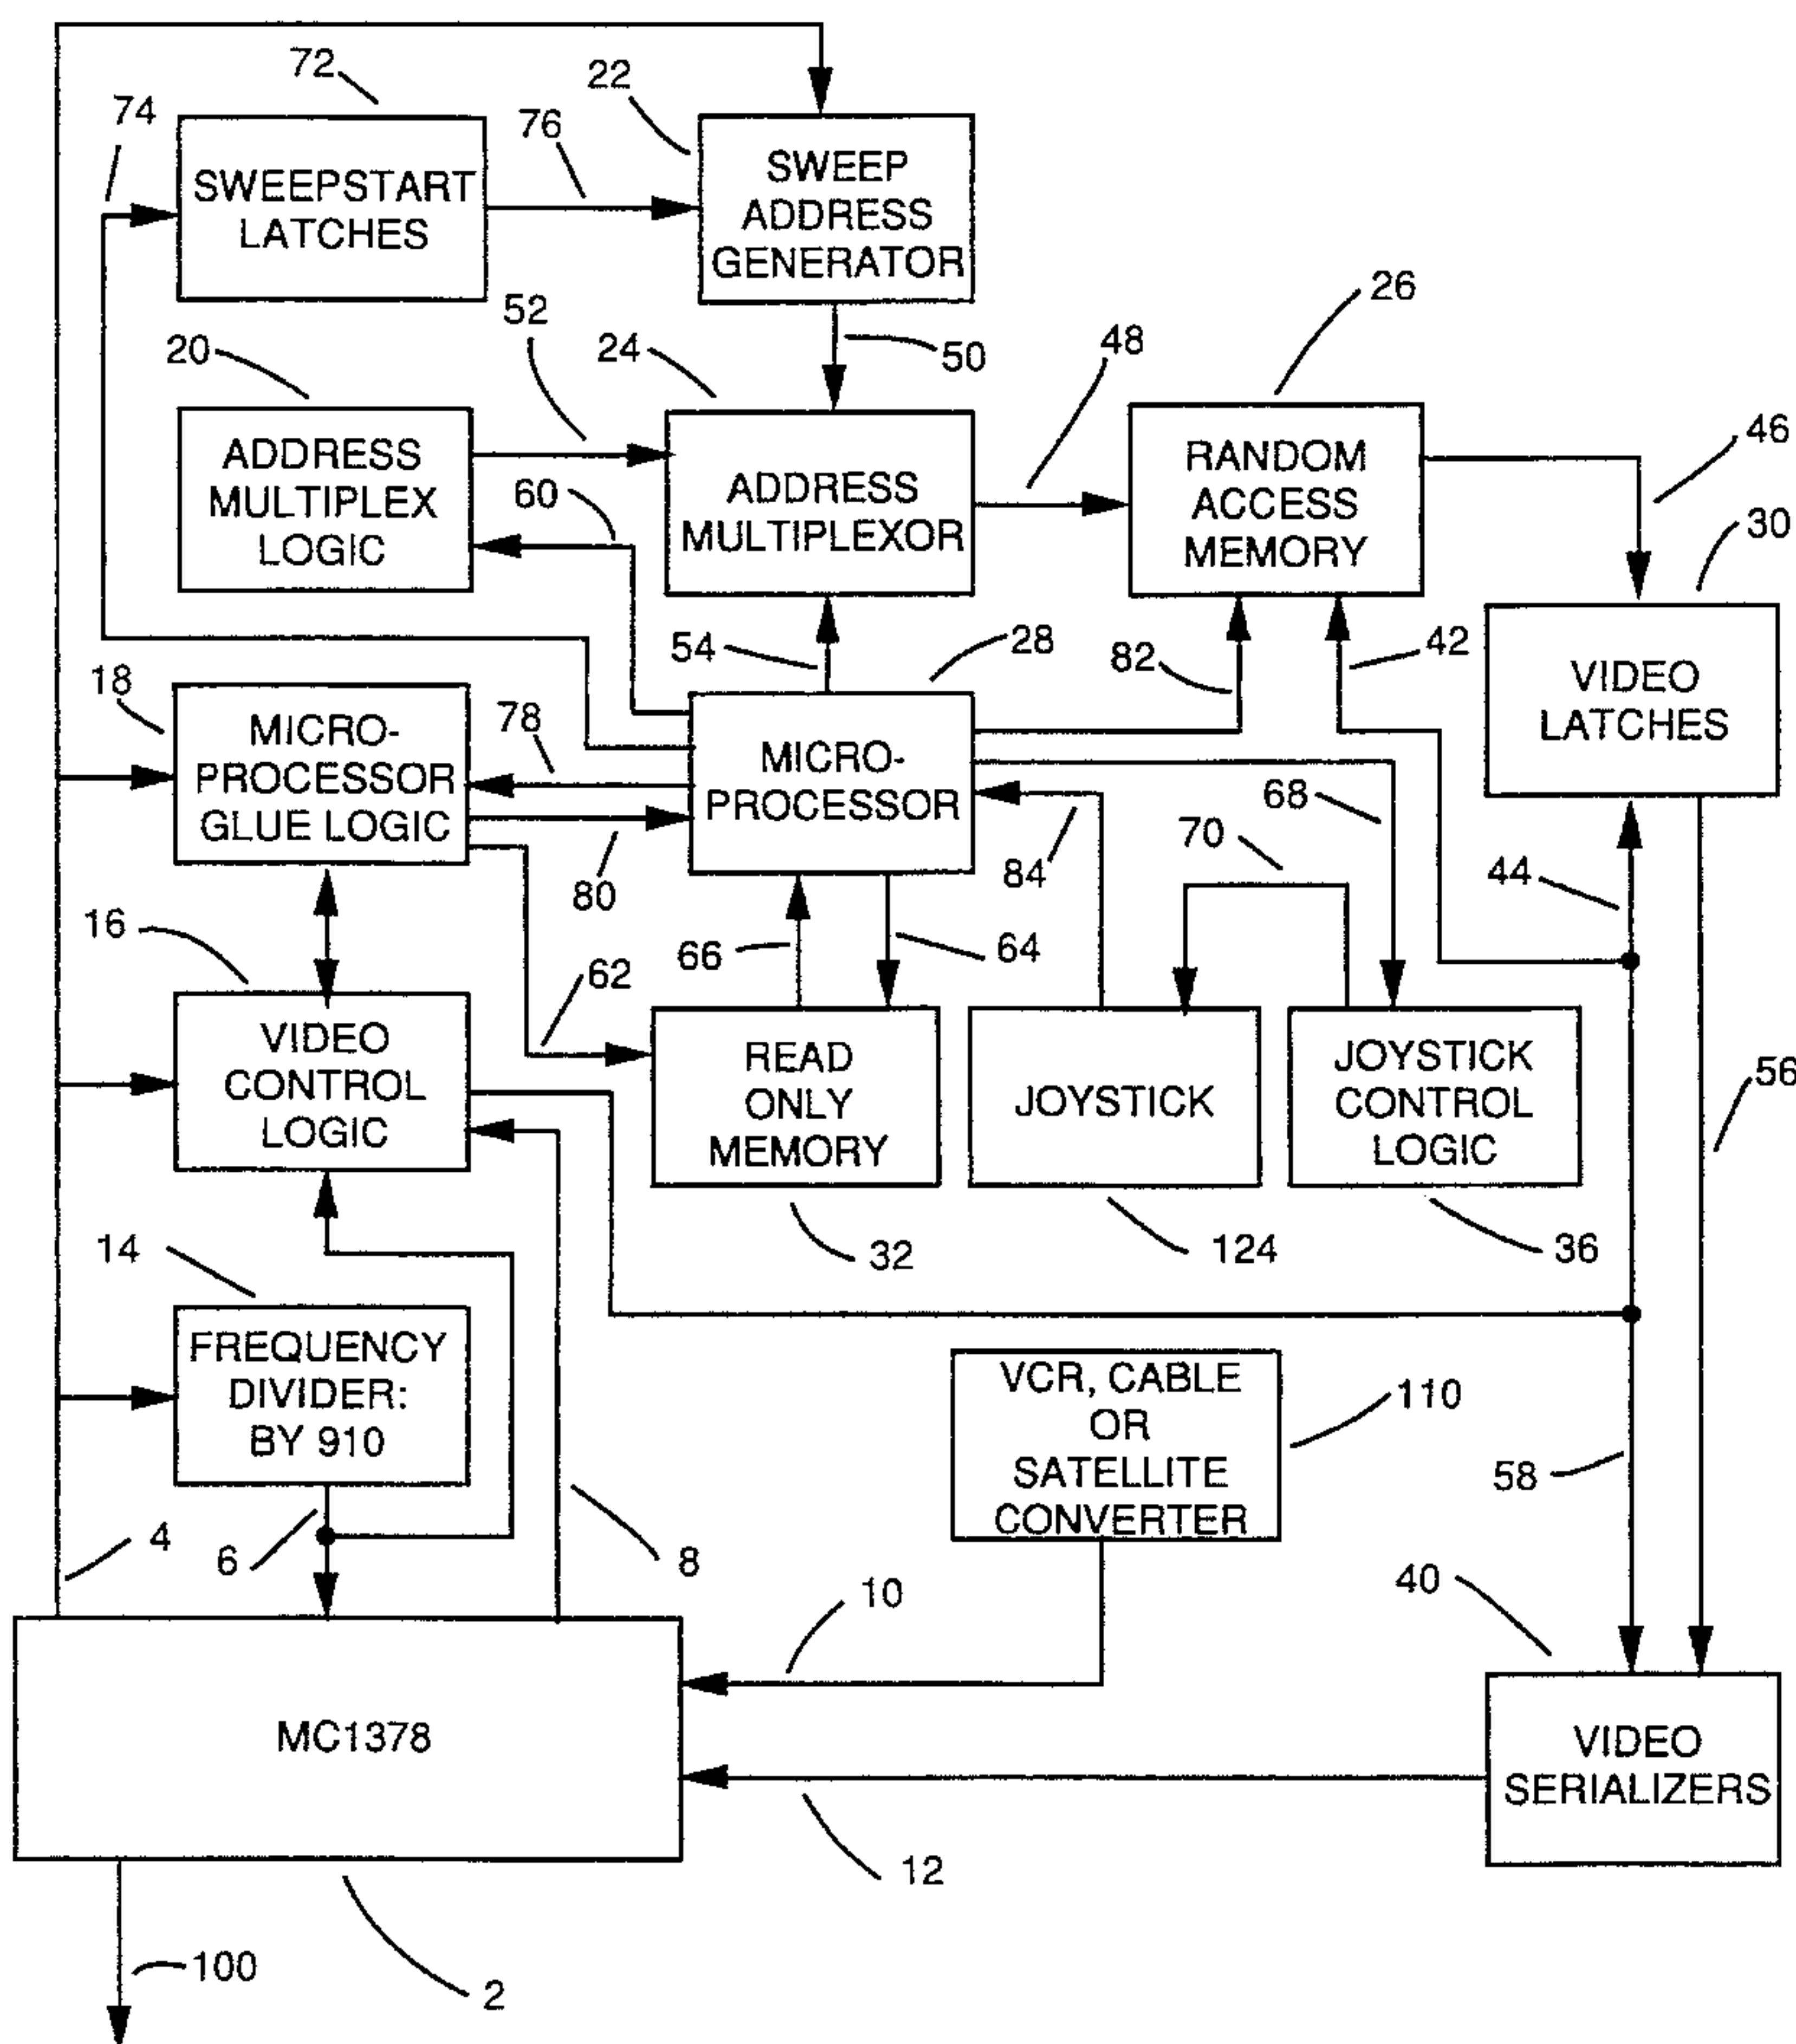 72
22
74
76
SWEEPSTART
LATCHES
SWEEP
ADDRESS
GENERATOR
26
52
20
24
50
48
ADDRESS
MULTIPLEX
LOGIC
60
ADDRESS
MULTIPLEXOR
RANDOM
ACCESS
MEMORY
46
30
54
28
82
42
18
MICRO-
PROCESSOR
GLUE LOGIC
78
80
MICRO-
PROCESSOR
VIDEO
LATCHES
68
70
84
44
16
62
66
64
VIDEO
CONTROL
LOGIC
READ
ONLY
MEMORY
JOYSTICK
JOYSTICK
CONTROL
LOGIC
56
14
32
124
36
FREQUENCY
DIVIDER:
BY 910
VCR, CABLE
OR
SATELLITE
CONVERTER
110
58
4
6
8
10
40
MC1378
VIDEO
SERIALIZERS
12
100
2